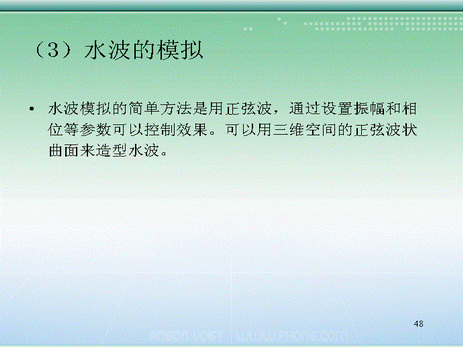 （3）水波的模拟
• 水波模拟的简单方法是用正弦波，通过设置振幅和相
位等参数可以控制效果。可以用三维空间的正弦波状
曲面来造型水波。
48